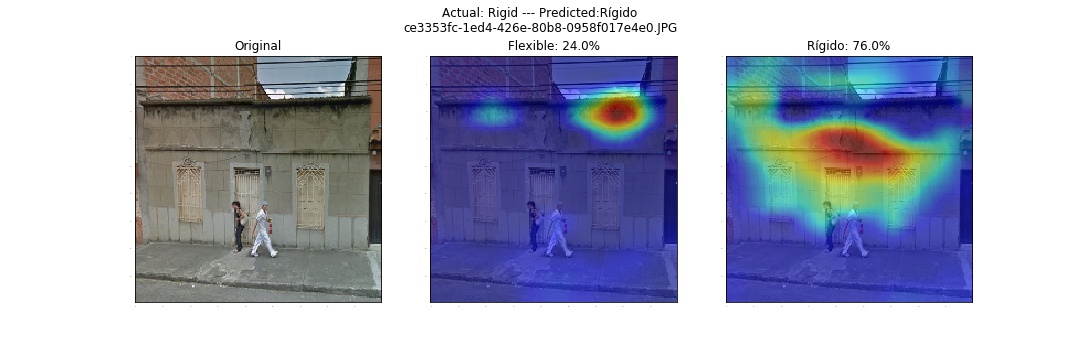 Actual: Rigid --- Predicted:Rígido
ce3353fc-1ed4-426e-80b8-0958f017e4e0.JPG
Original
Flexible: 24.0%
Rígido: 76.0%